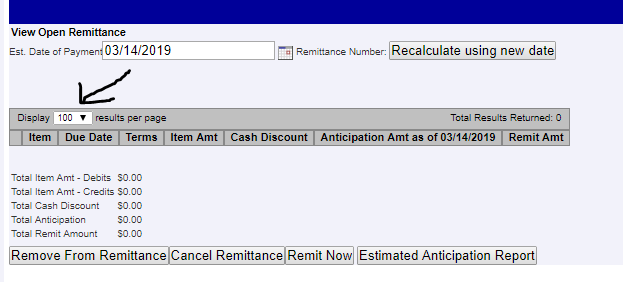 View Open Remittance
Est. Date of Payment 03/14/2019 Remittance Number: Recalculate using new date
Display 100 results per page Total Results Returned: 0
Item Due Date Terms Item Amt Cash Discount Anticipation Amt as of 03/14/2019 Remit Amt
Total Item Amt - Debits $0.00
Total Item Amt - Credits $0.00
Total Cash Discount $0.00
Total Anticipation $0.00
Total Remit Amount $0.00
Remove From Remittance Cancel Remittance Remit Now Estimated Anticipation Report